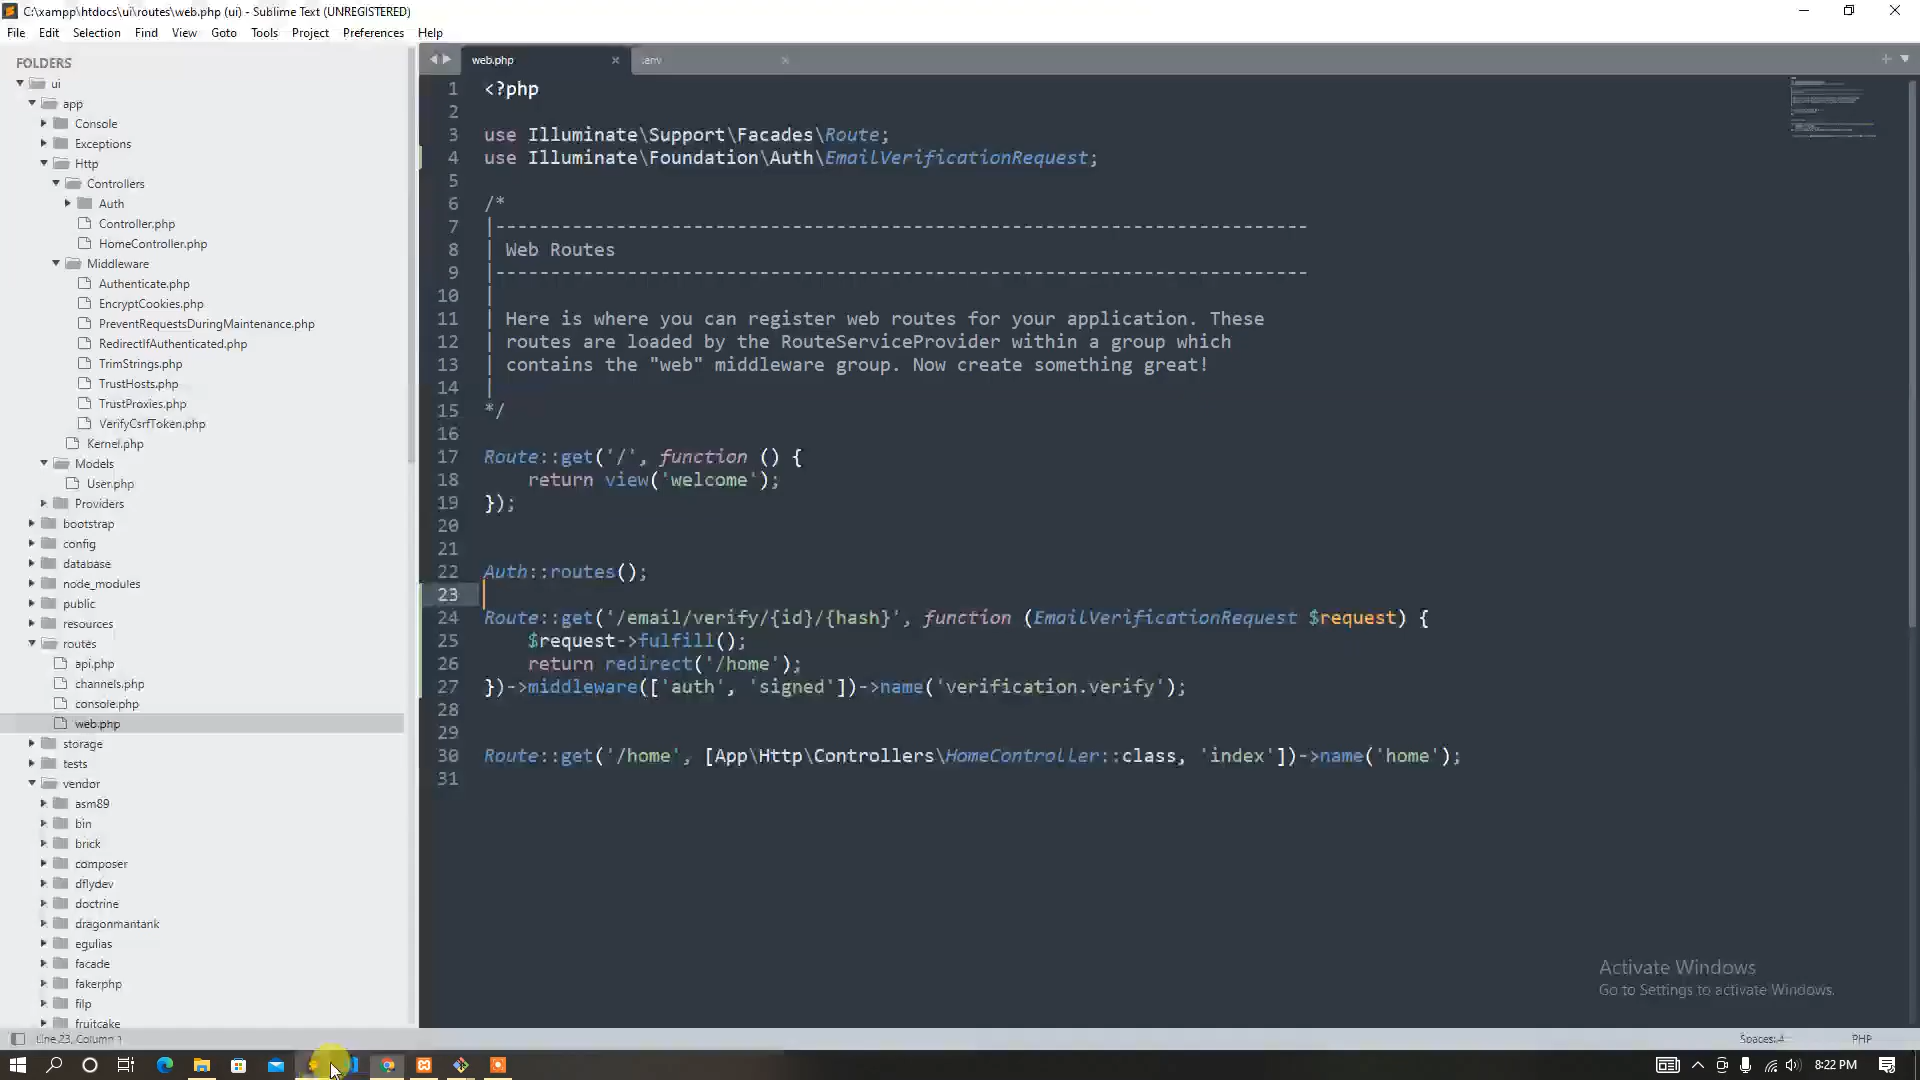 C:\xampp\htdocs\ui\routes\web.php (ui) - Sublime Text (UNREGISTERED)
File Edit Selection Find View Goto Tools Project Preferences Help
FOLDERS
ui
app
Console
Exceptions
Http
Controllers
Auth
Controller.php
HomeController.php
Middleware
Authenticate.php
EncryptCookies.php
PreventRequestsDuringMaintenance.php
RedirectIfAuthenticated.php
TrimStrings.php
TrustHosts.php
TrustProxies.php
VerifyCsrfToken.php
Kernel.php
Models
User.php
Providers
bootstrap
config
database
node_modules
public
resources
routes
api.php
channels.php
console.php
web.php
storage
tests
vendor
asm89
bin
brick
composer
dflydev
doctrine
dragonmantank
egulias
facade
fakerphp
filp
fruitcake
web.php .env
1 <?php
2
3 use Illuminate\Support\Facades\Route;
4 use Illuminate\Foundation\Auth\EmailVerificationRequest;
5
6 /*
7 |--------------------------------------------------------------------------
8 | Web Routes
9 |--------------------------------------------------------------------------
10 |
11 | Here is where you can register web routes for your application. These
12 | routes are loaded by the RouteServiceProvider within a group which
13 | contains the "web" middleware group. Now create something great!
14 |
15 */
16
17 Route::get('/', function () {
18 return view('welcome');
19 });
20
21
22 Auth::routes();
23
24 Route::get('/email/verify/{id}/{hash}', function (EmailVerificationRequest $request) {
25 $request->fulfill();
26 return redirect('/home');
27 })->middleware(['auth', 'signed'])->name('verification.verify');
28
29
30 Route::get('/home', [App\Http\Controllers\HomeController::class, 'index'])->name('home');
31
Activate Windows
Go to Settings to activate Windows.
Line 23, Column 1 Spaces: 4 PHP
8:22 PM